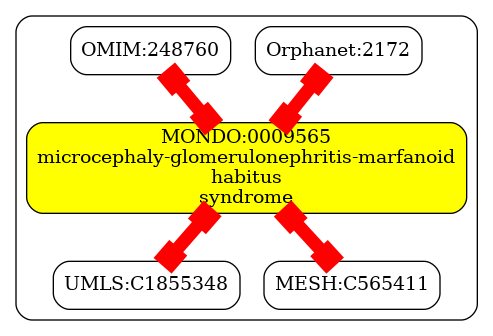 OMIM:248760
Orphanet:2172
MONDO:0009565
microcephaly-glomerulonephritis-marfanoid
habitus
syndrome
UMLS:C1855348
MESH:C565411